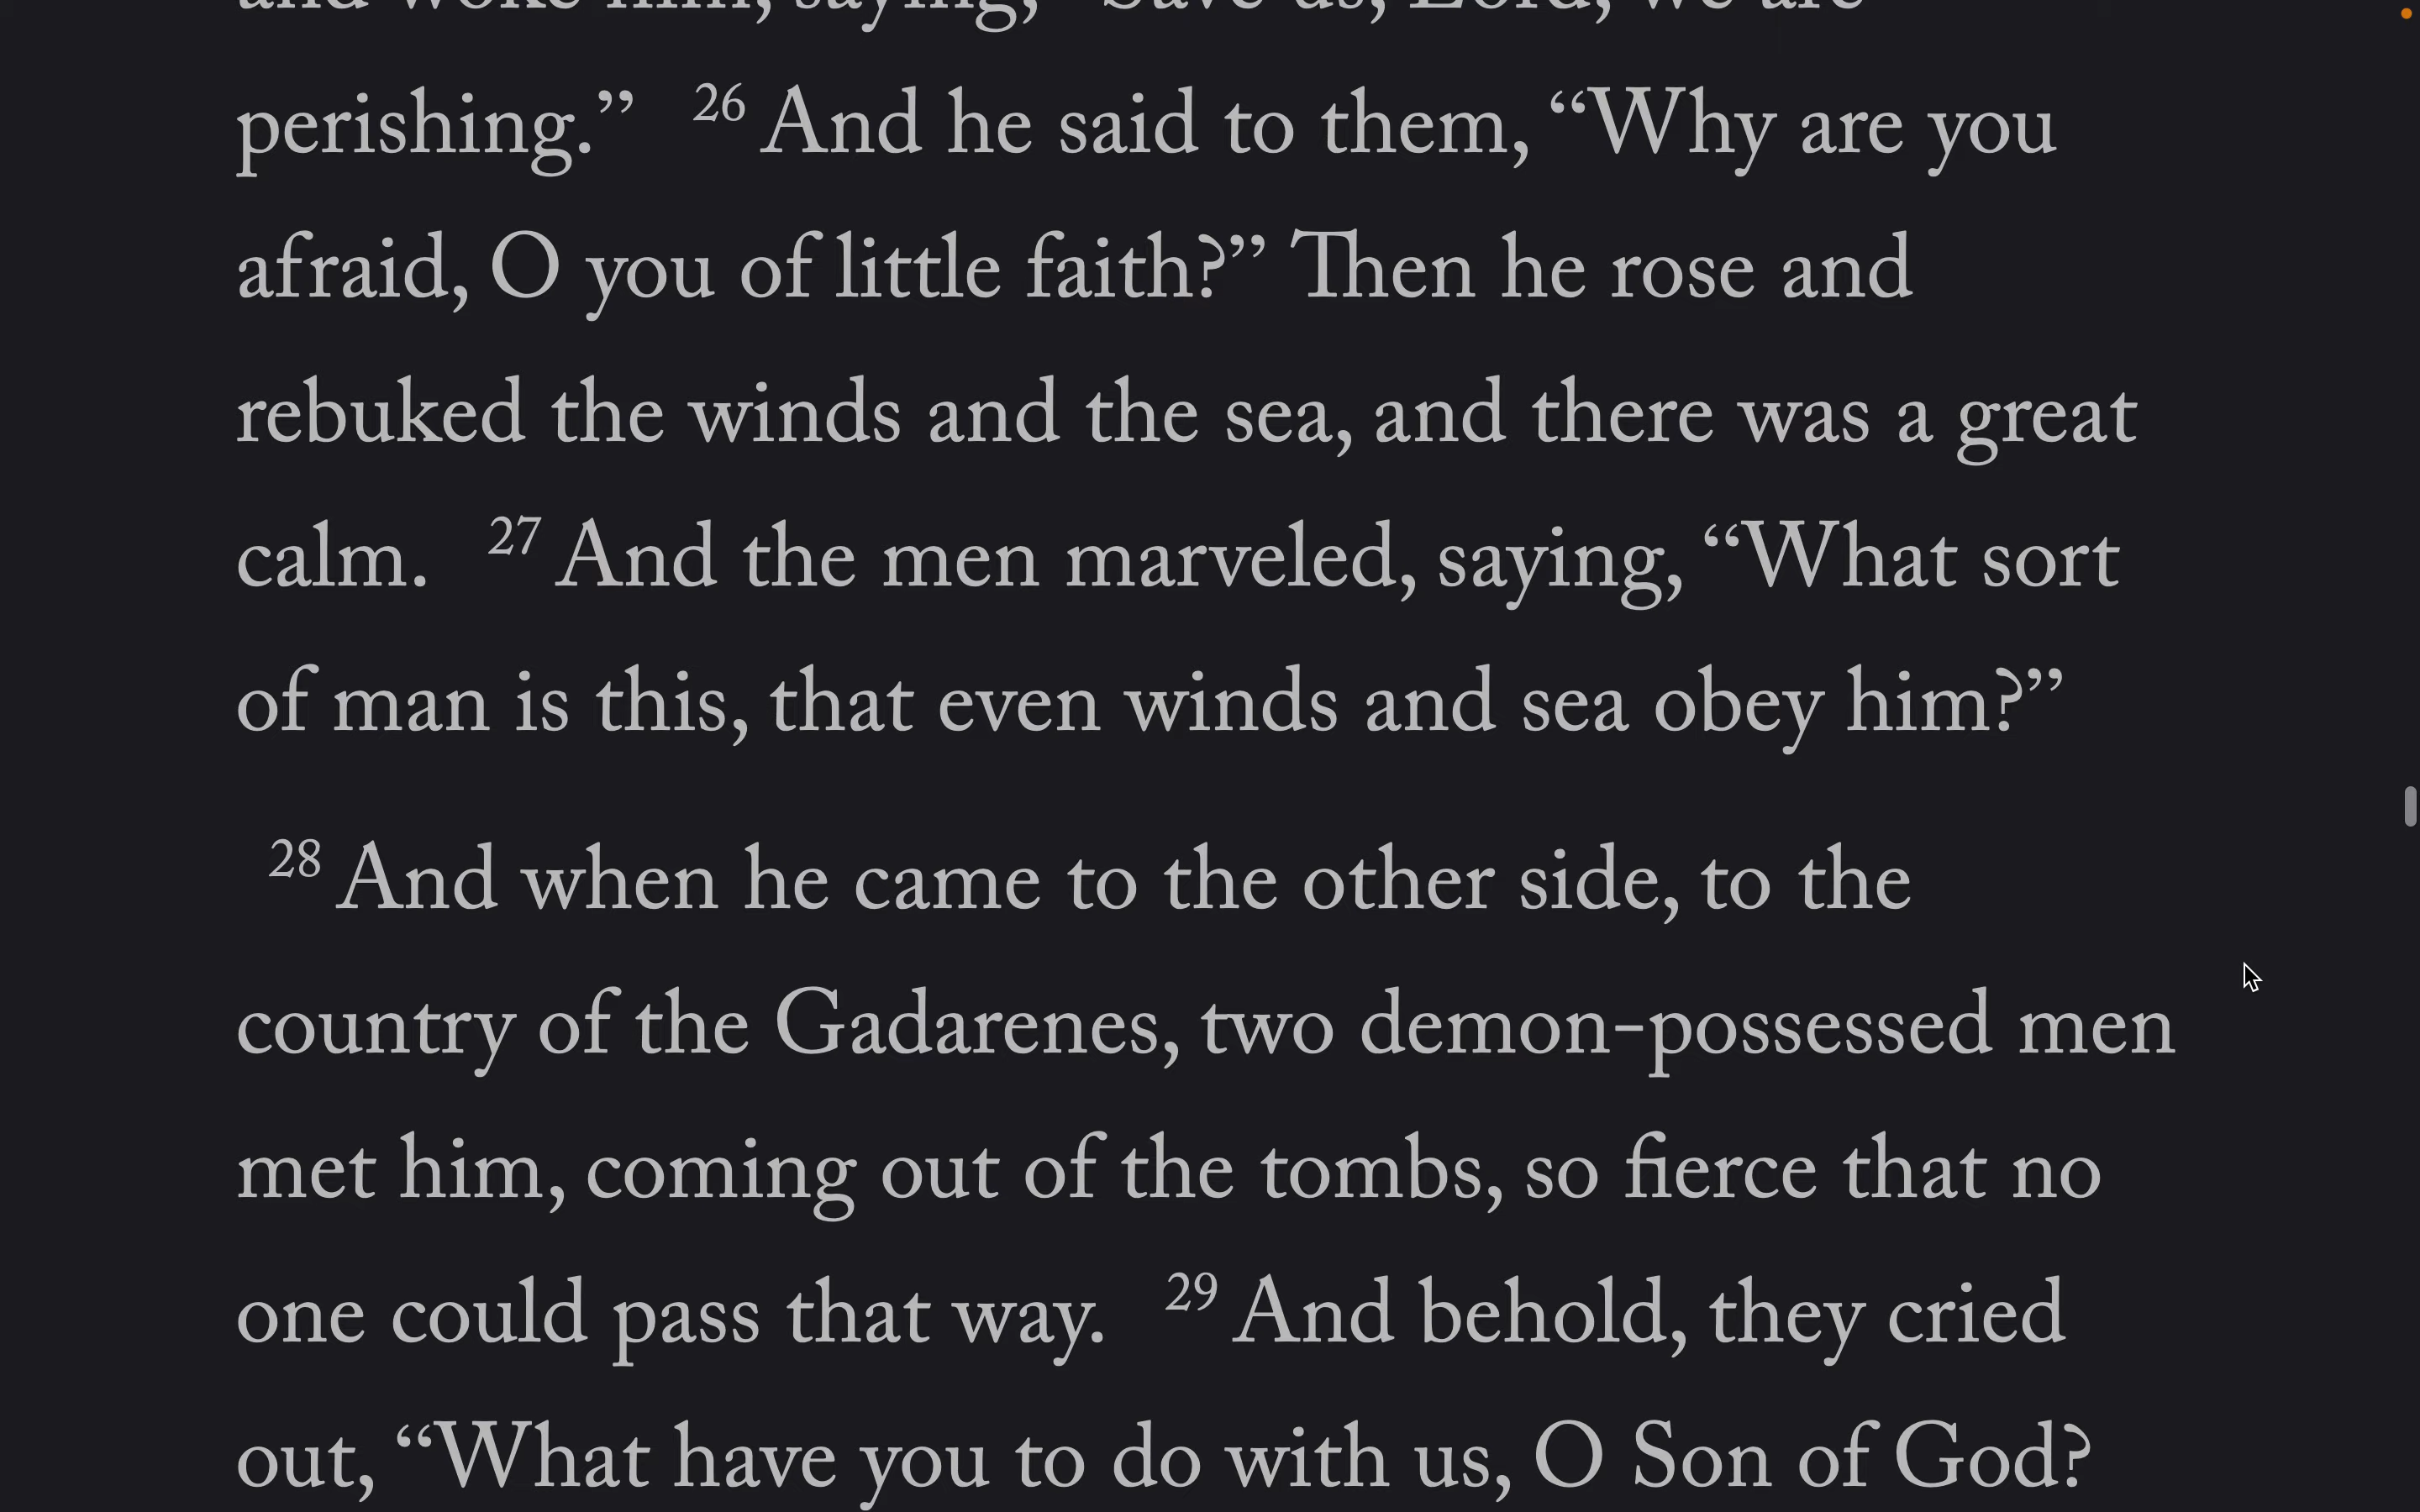 perishing.” 26 And he said to them, “Why are you
afraid, O you of little faith?” Then he rose and
rebuked the winds and the sea, and there was a great
calm. 27 And the men marveled, saying, “What sort
of man is this, that even winds and sea obey him?”
28 And when he came to the other side, to the
country of the Gadarenes, two demon-possessed men
met him, coming out of the tombs, so fierce that no
one could pass that way. 29 And behold, they cried
out, “What have you to do with us, O Son of God?